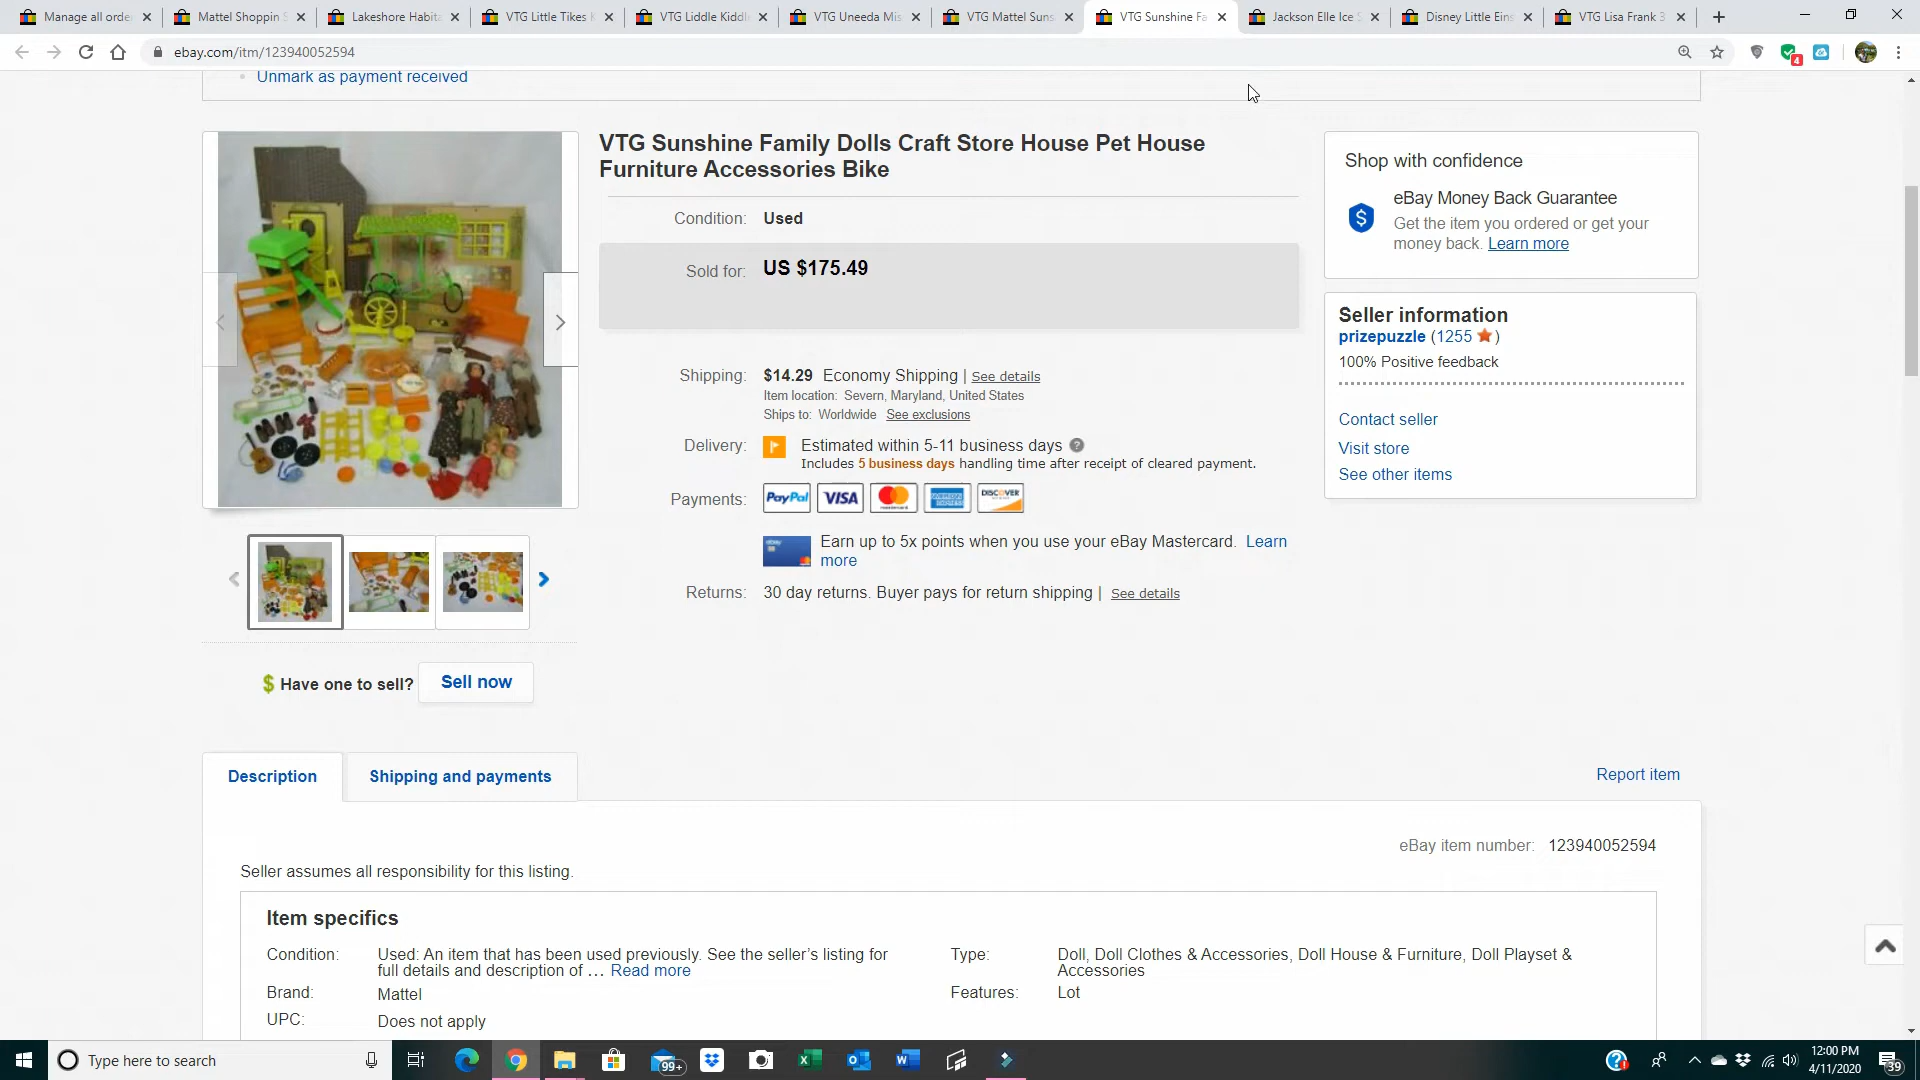 Manage all orde
Mattel Shoppin S
Lakeshore Habita
VTG Little Tikes K
VTG Liddle Kiddl
VTG Uneeda Mis
VTG Mattel Suns
VTG Sunshine Fa
Jackson Elle Ice S
Disney Little Eins
VTG Lisa Frank 3
ebay.com/itm/123940052594
4
Unmark as payment received
VTG Sunshine Family Dolls Craft Store House Pet House
Furniture Accessories Bike
Condition: Used
Sold for: US $175.49
Shipping: $14.29 Economy Shipping | See details
Item location: Severn, Maryland, United States
Ships to: Worldwide See exclusions
Delivery: Estimated within 5-11 business days ?
Includes 5 business days handling time after receipt of cleared payment.
Payments: PayPal VISA DISCOVER
Earn up to 5x points when you use your eBay Mastercard. Learn
more
Returns: 30 day returns. Buyer pays for return shipping | See details
Shop with confidence
$
eBay Money Back Guarantee
Get the item you ordered or get your
money back. Learn more
Seller information
prizepuzzle (1255 )
100% Positive feedback
Contact seller
Visit store
See other items
$ Have one to sell? Sell now
Description
Shipping and payments
Report item
eBay item number: 123940052594
Seller assumes all responsibility for this listing.
Item specifics
Condition: Used: An item that has been used previously. See the seller's listing for
full details and description of ... Read more
Brand: Mattel
UPC: Does not apply
Type: Doll, Doll Clothes & Accessories, Doll House & Furniture, Doll Playset &
Accessories
Features: Lot
Type here to search
99+
12:00 PM
4/11/2020
39